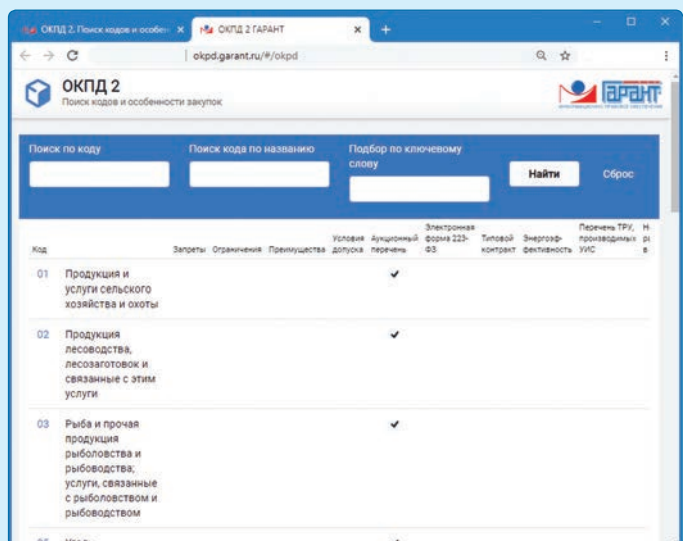 ОКПД 2. Поиск кодов и особен
ОКПД 2 ГАРАНТ
okpd.garant.ru/#/okpd
ОКПД 2
Поиск кодов и особенности закупок
Гарант
Поиск по коду
Поиск кода по названию
Подбор по ключевому
слову
Найти
Сброс
Код
Запреты
Ограничения
Преимущества
Условия
допуска
Аукционный
перечень
Электронная
форма 223-
ФЗ
Типовой
контракт
Энергоэф-
фективность
Перечень ТРУ,
производимых
УИС
01
Продукция и
услуги сельского
хозяйства и охоты
02
Продукция
лесоводства,
лесозаготовок и
связанные с этим
услуги
03
Рыба и прочая
продукция
рыболовства и
рыбоводства;
услуги, связанные
с рыболовством и
рыбоводством